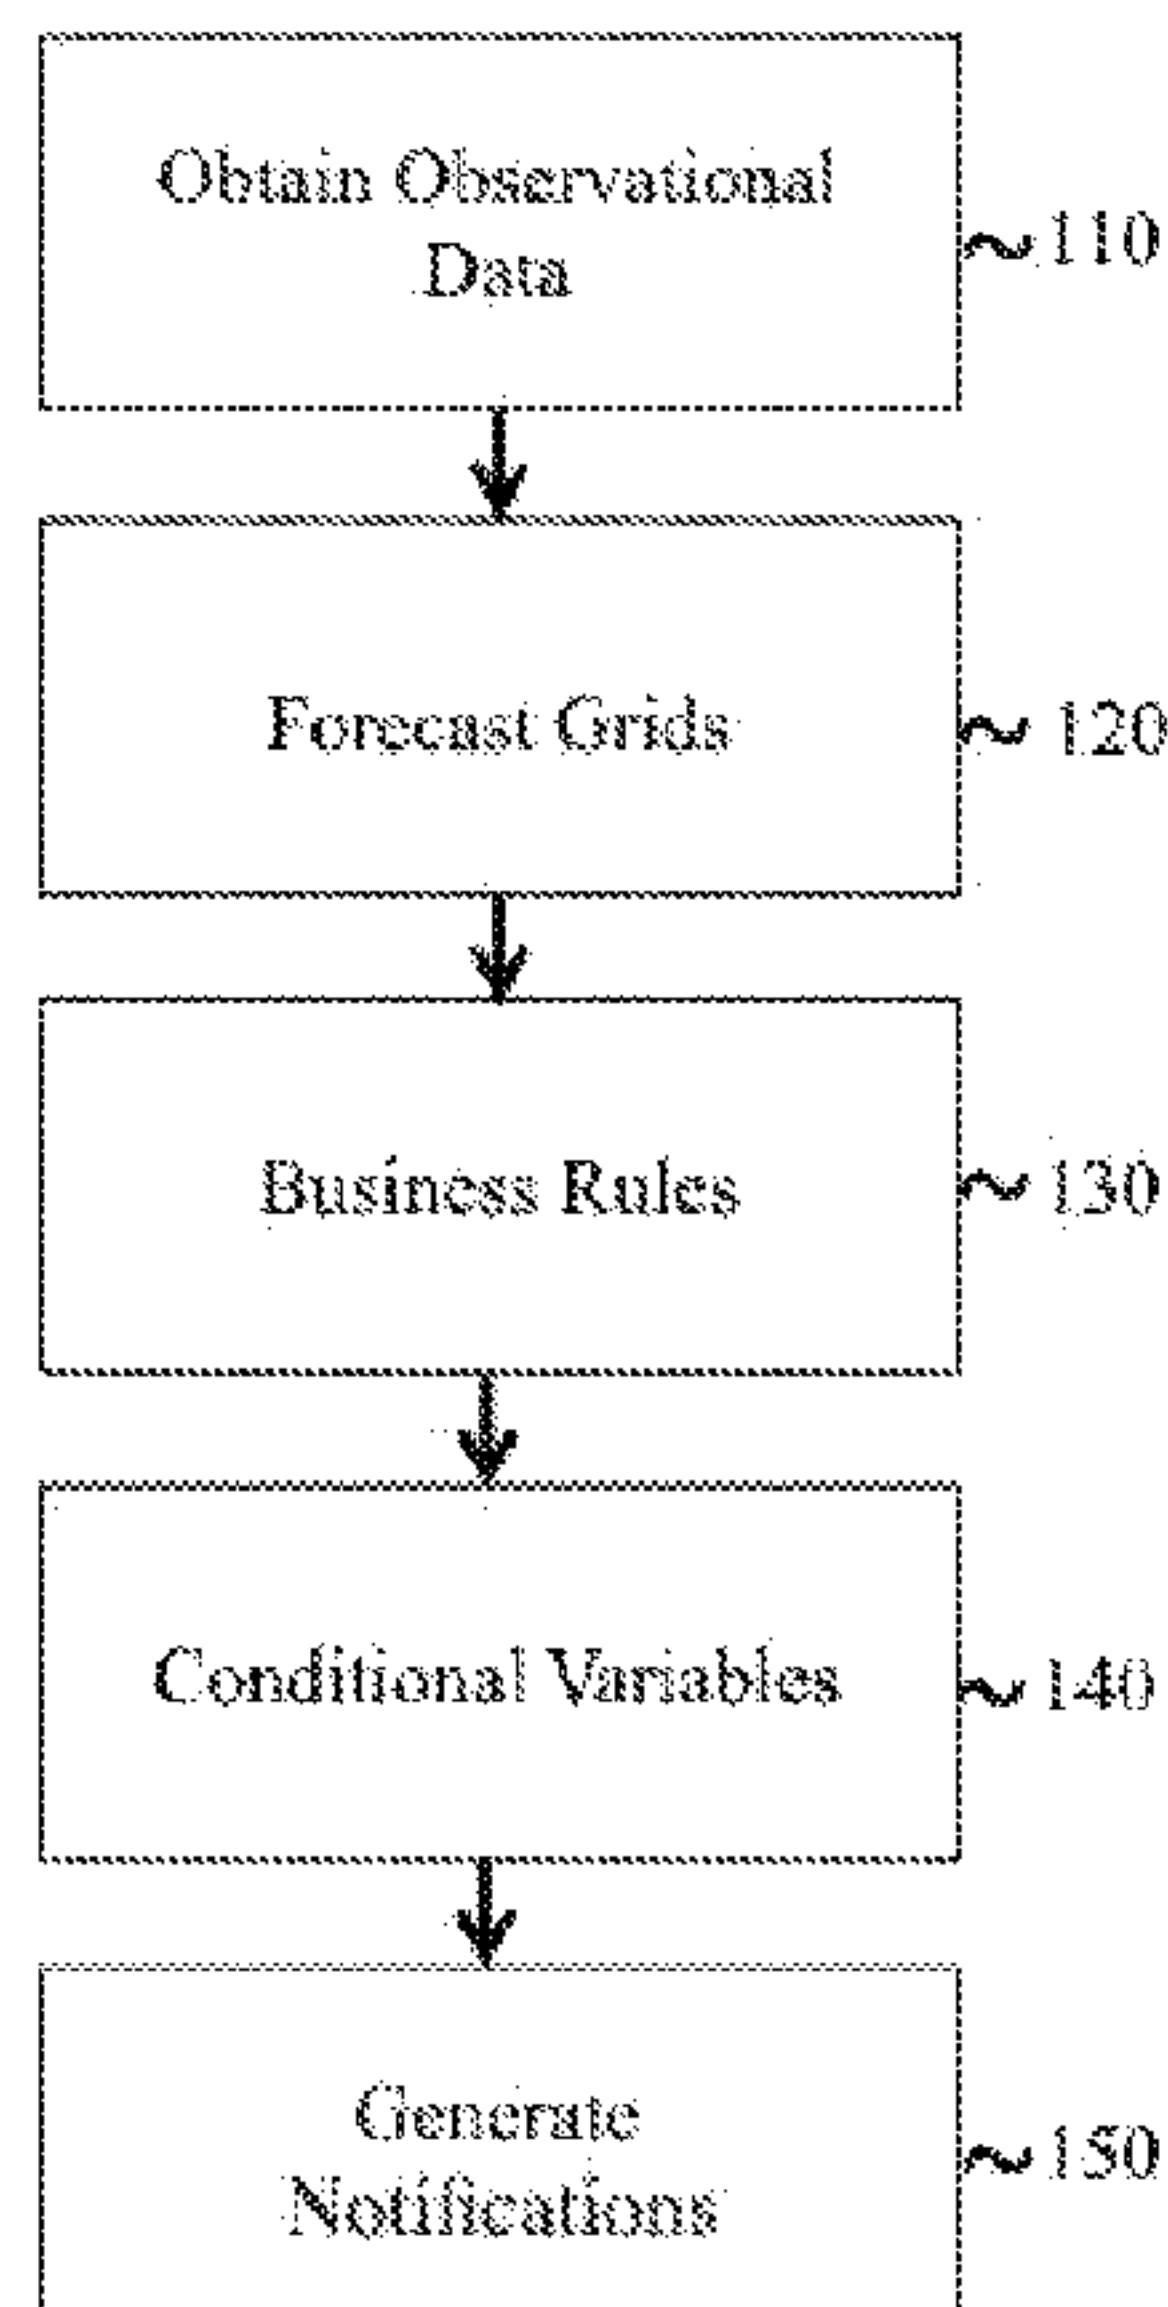 Obtain Observational
Data
~ 110
Forecast Grids
~ 120
Business Rules
~ 130
Conditional Variables
~ 140
Generate
Notifications
~ 150